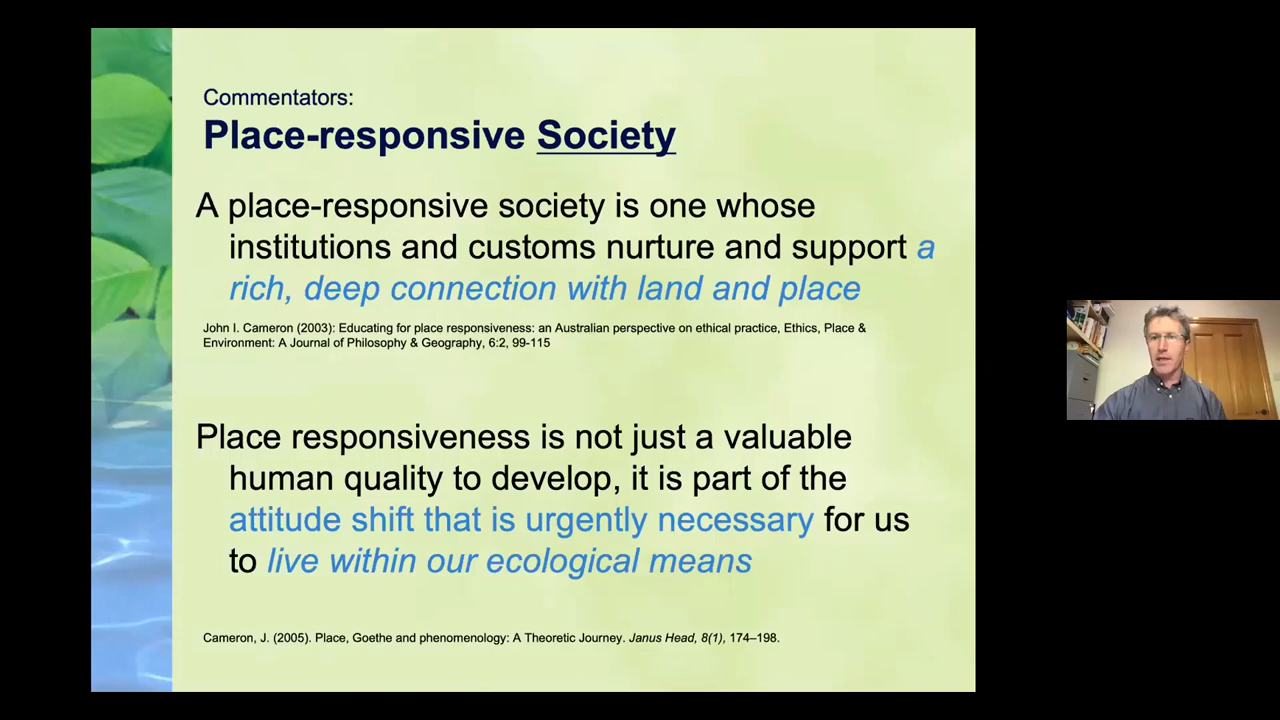 Commentators:
Place-responsive Society
A place-responsive society is one whose
institutions and customs nurture and support a
rich, deep connection with land and place
John I. Cameron (2003): Educating for place responsiveness: an Australian perspective on ethical practice, Ethics, Place &
Environment: A Journal of Philosophy & Geography, 6:2, 99-115
Place responsiveness is not just a valuable
human quality to develop, it is part of the
attitude shift that is urgently necessary for us
to live within our ecological means
Cameron, J. (2005). Place, Goethe and phenomenology: A Theoretic Journey. Janus Head, 8(1), 174–198.